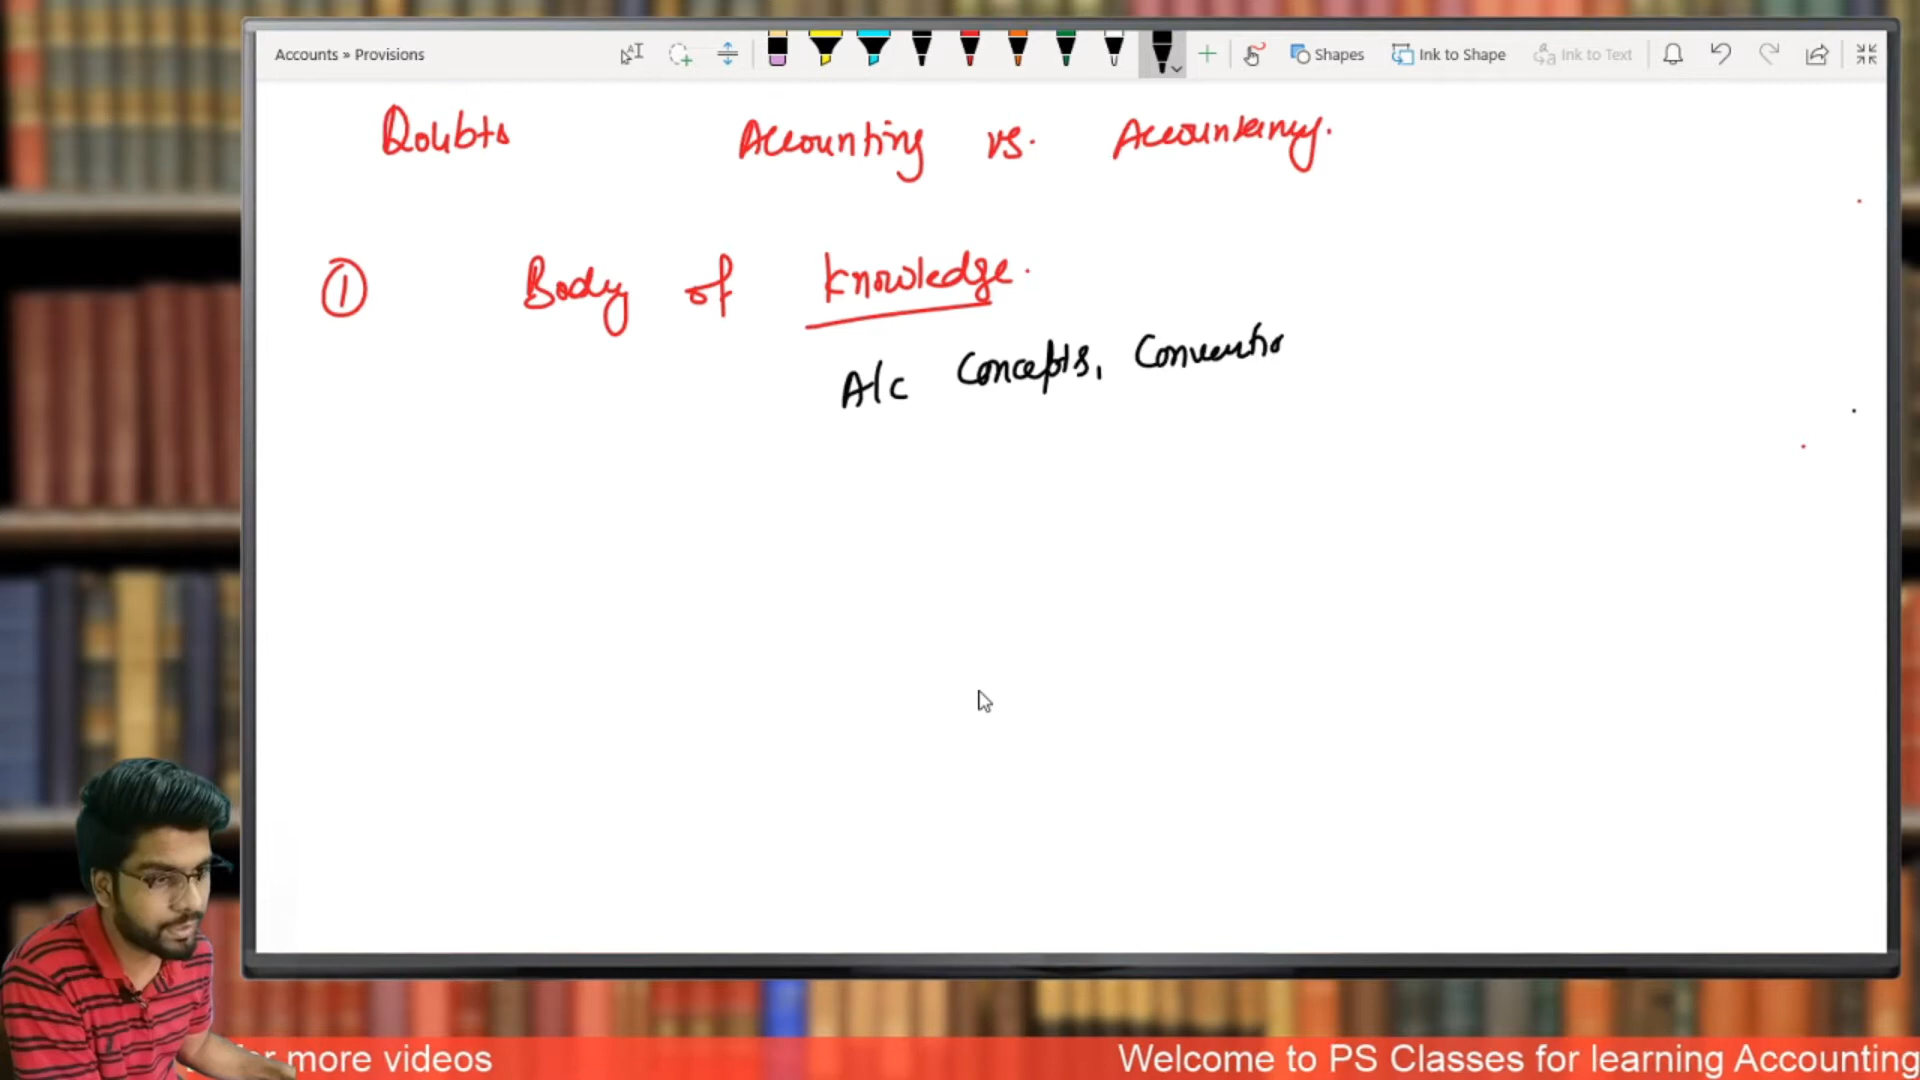 Accounts » Provisions Shapes Ink to Shape Ink to Text
Doubts Accounting vs. Accountancy.
① Body of knowledge.
A/c Concepts, Conventio
for more videos Welcome to PS Classes for learning Accounting